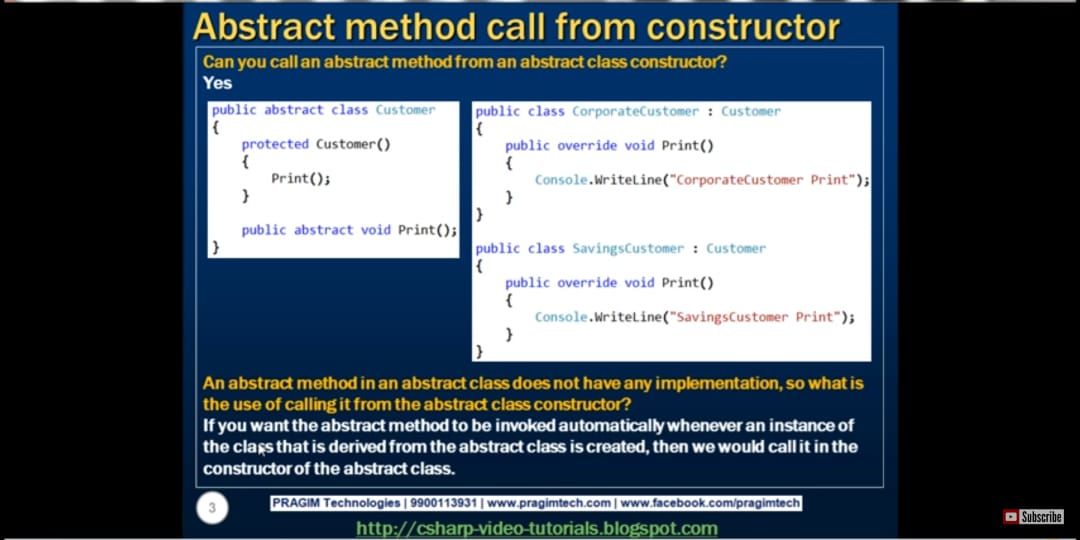 Abstract method call from constructor
Can you call an abstract method from an abstract class constructor?
Yes
public abstract class Customer
{
protected Customer()
{
Print();
}
public abstract void Print();
}
public class CorporateCustomer : Customer
{
public override void Print()
{
Console.WriteLine("CorporateCustomer Print");
}
}
public class SavingsCustomer : Customer
{
public override void Print()
{
Console.WriteLine("SavingsCustomer Print");
}
}
An abstract method in an abstract class does not have any implementation, so what is
the use of calling it from the abstract class constructor?
If you want the abstract method to be invoked automatically whenever an instance of
the class that is derived from the abstract class is created, then we would call it in the
constructor of the abstract class.
3
PRAGIM Technologies | 9900113931 | www.pragimtech.com | www.facebook.com/pragimtech
http://csharp-video-tutorials.blogspot.com
Subscribe